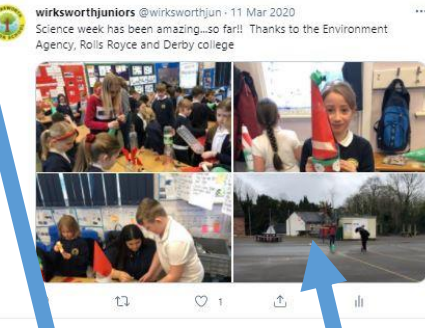 wirksworthjuniors @wirksworthjun · 11 Mar 2020 ...
Science week has been amazing...so far!! Thanks to the Environment
Agency, Rolls Royce and Derby college
1